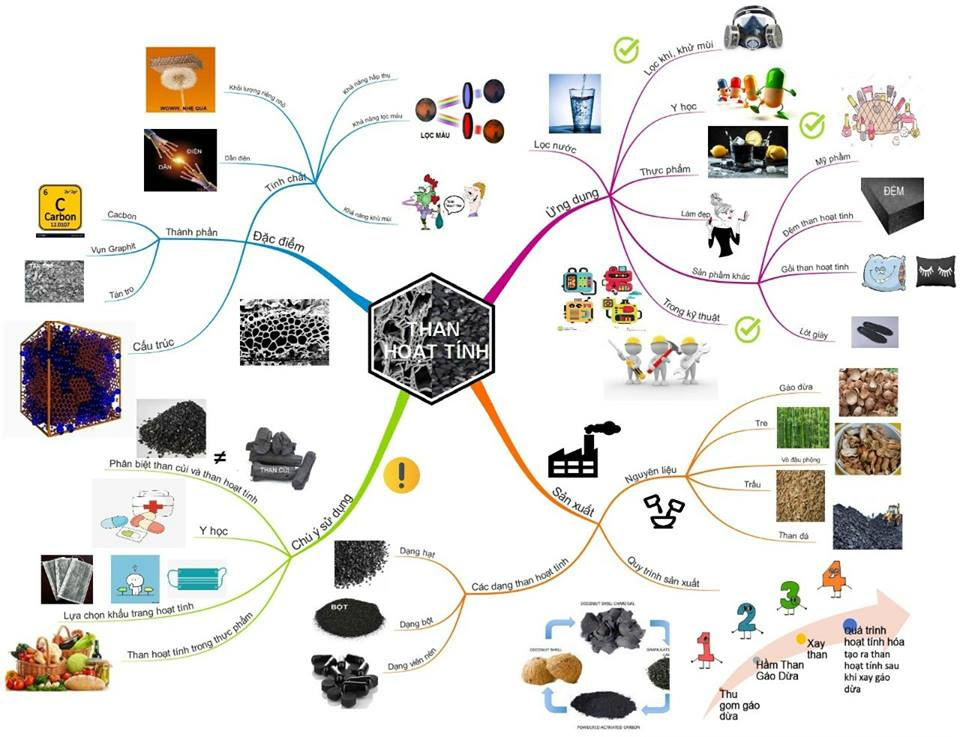 THAN
HOẠT TÍNH
Đặc điểm
Tính chất
Khối lượng riêng nhỏ
WOWW, NHẸ QUÁ
Dẫn điện
DẪN
ĐIỆN
Khả năng hấp thụ
Khả năng lọc màu
LỌC MÀU
Khả năng khử mùi
Thành phần
Cacbon
6
C
Carbon
12.0107
Vụn Graphit
Tàn tro
Cấu trúc
Ứng dụng
Lọc khí, khử mùi
Y học
Thực phẩm
Làm đẹp
Lọc nước
Sản phẩm khác
Mỹ phẩm
Đệm than hoạt tính
ĐỆM
Gối than hoạt tính
Lót giày
Trong kỹ thuật
Chú ý sử dụng
Phân biệt than củi và than hoạt tính
≠
THAN CỦI
Y học
Lựa chọn khẩu trang hoạt tính
Than hoạt tính trong thực phẩm
Sản xuất
Nguyên liệu
Gáo dừa
Tre
Vỏ đậu phộng
Trấu
Than đá
Các dạng than hoạt tính
Dạng hạt
Dạng bột
BỘT
Dạng viên nén
Quy trình sản xuất
COCONUT SHELL CHARCOAL
COCONUT SHELL
POWDERED ACTIVATED CARBON
1
2
3
4
Thu
gom gáo
dừa
Hầm Than
Gáo Dừa
Xay
than
Quá trình
hoạt tính hóa
tạo ra than
hoạt tính sau
khi xay gáo
dừa